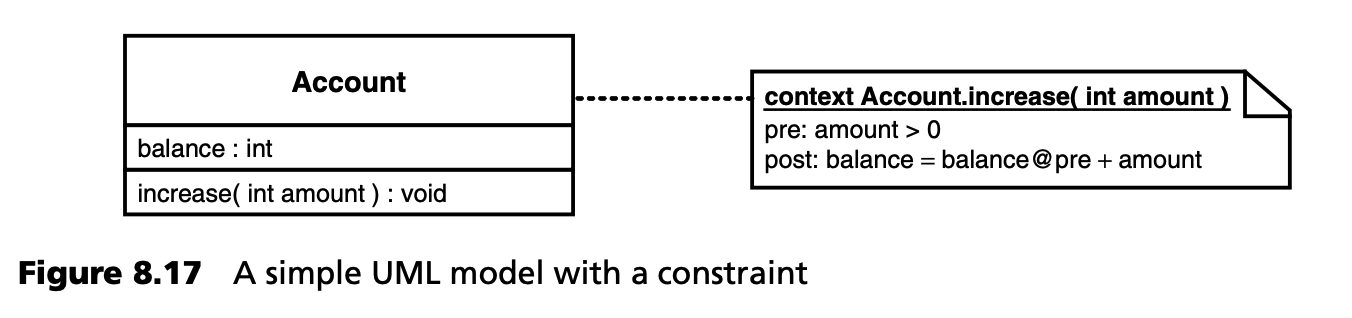 Account
balance : int
increase( int amount ) : void
context Account.increase( int amount )
pre: amount > 0
post: balance = balance@pre + amount
Figure 8.17 A simple UML model with a constraint